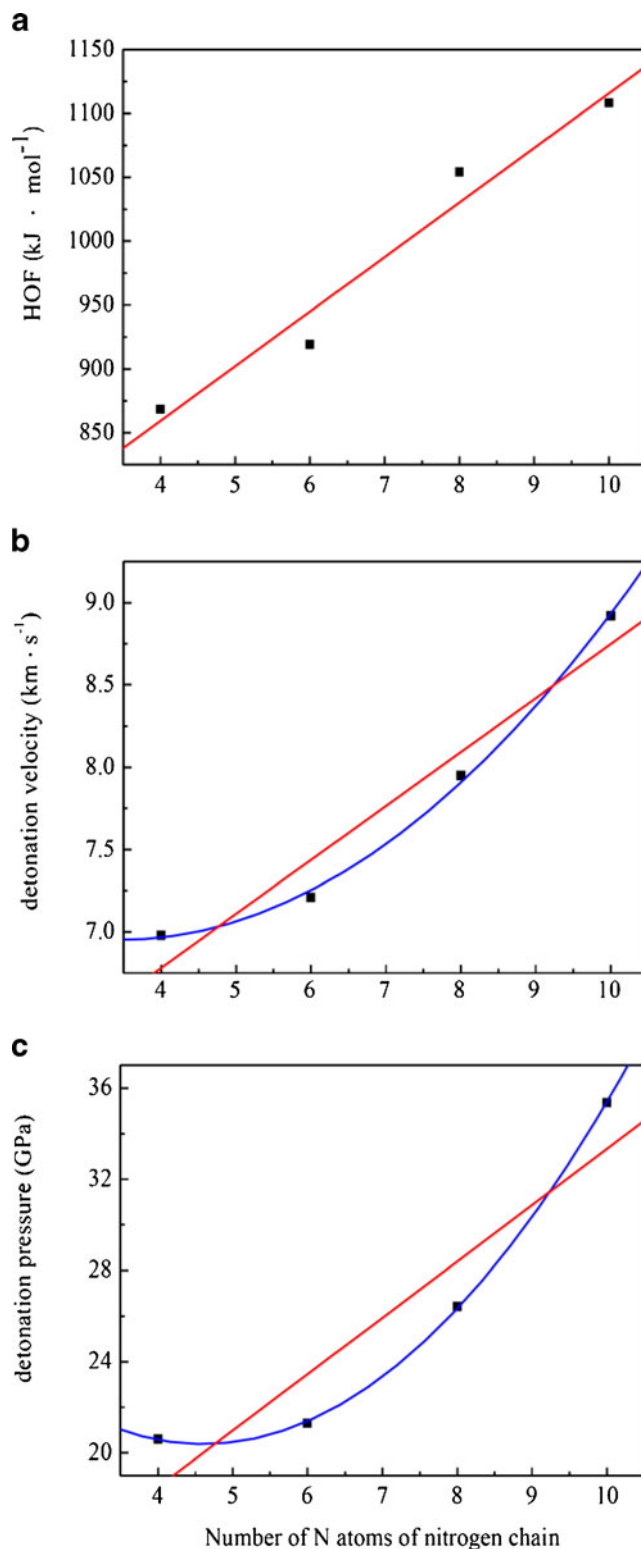 a
1150
1100
1050
1000
950
900
850
HOF (kJ · mol⁻¹)
4 5 6 7 8 9 10
b
9.0
8.5
8.0
7.5
7.0
detonation velocity (km · s⁻¹)
4 5 6 7 8 9 10
c
36
32
28
24
20
detonation pressure (GPa)
4 5 6 7 8 9 10
Number of N atoms of nitrogen chain